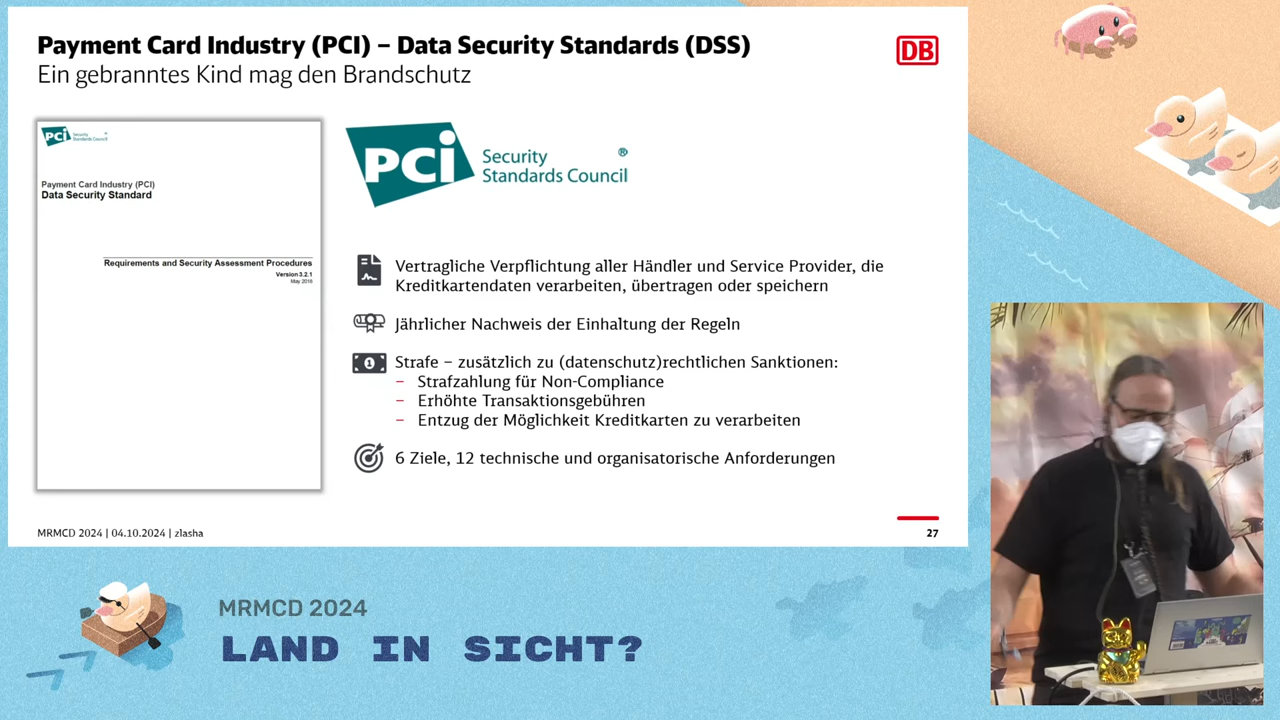 Payment Card Industry (PCI) – Data Security Standards (DSS)
Ein gebranntes Kind mag den Brandschutz
DB
PCi Security
Standards Council
Payment Card Industry (PCI)
Data Security Standard
Requirements and Security Assessment Procedures
Version 3.2.1
May 2018
PCi Security ®
Standards Council
Vertragliche Verpflichtung aller Händler und Service Provider, die
Kreditkartendaten verarbeiten, übertragen oder speichern
Jährlicher Nachweis der Einhaltung der Regeln
1
Strafe – zusätzlich zu (datenschutz)rechtlichen Sanktionen:
– Strafzahlung für Non-Compliance
– Erhöhte Transaktionsgebühren
– Entzug der Möglichkeit Kreditkarten zu verarbeiten
6 Ziele, 12 technische und organisatorische Anforderungen
MRMCD 2024 | 04.10.2024 | zlasha
27
MRMCD 2024
LAND IN SICHT?